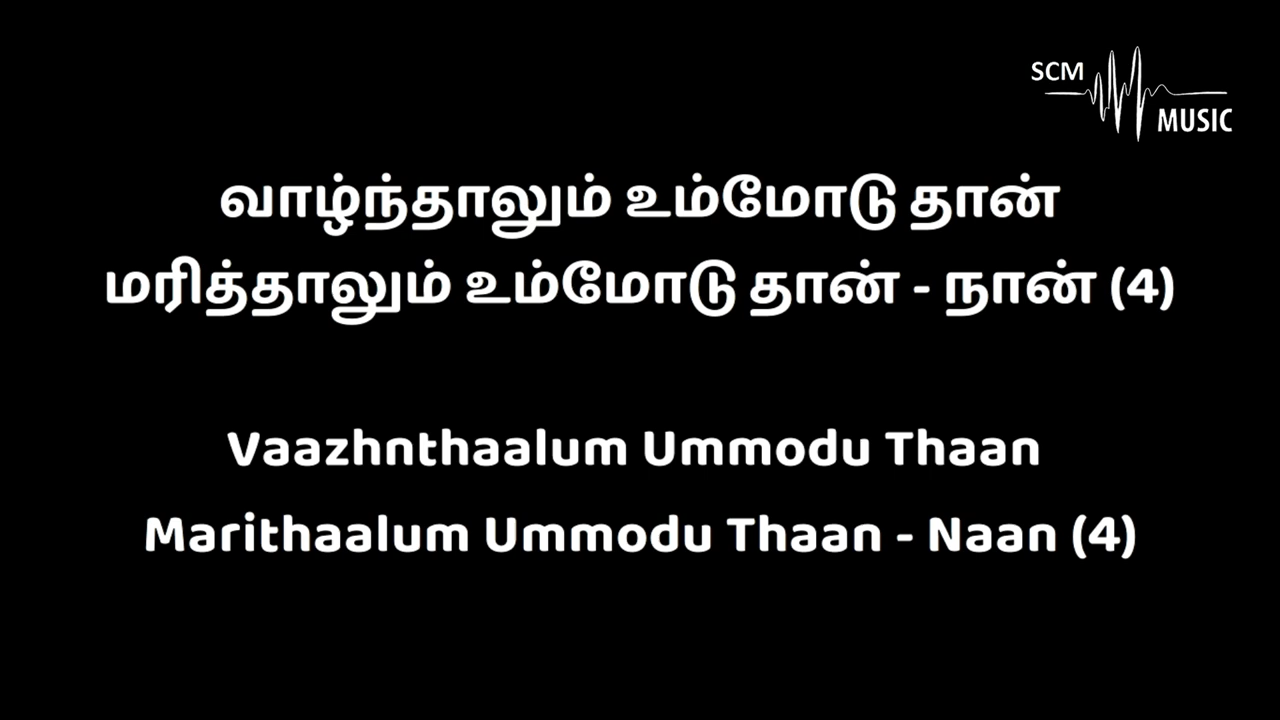 SCM
MUSIC
வாழ்ந்தாலும் உம்மோடு தான்
மரித்தாலும் உம்மோடு தான் - நான் (4)
Vaazhnthaalum Ummodu Thaan
Marithaalum Ummodu Thaan - Naan (4)